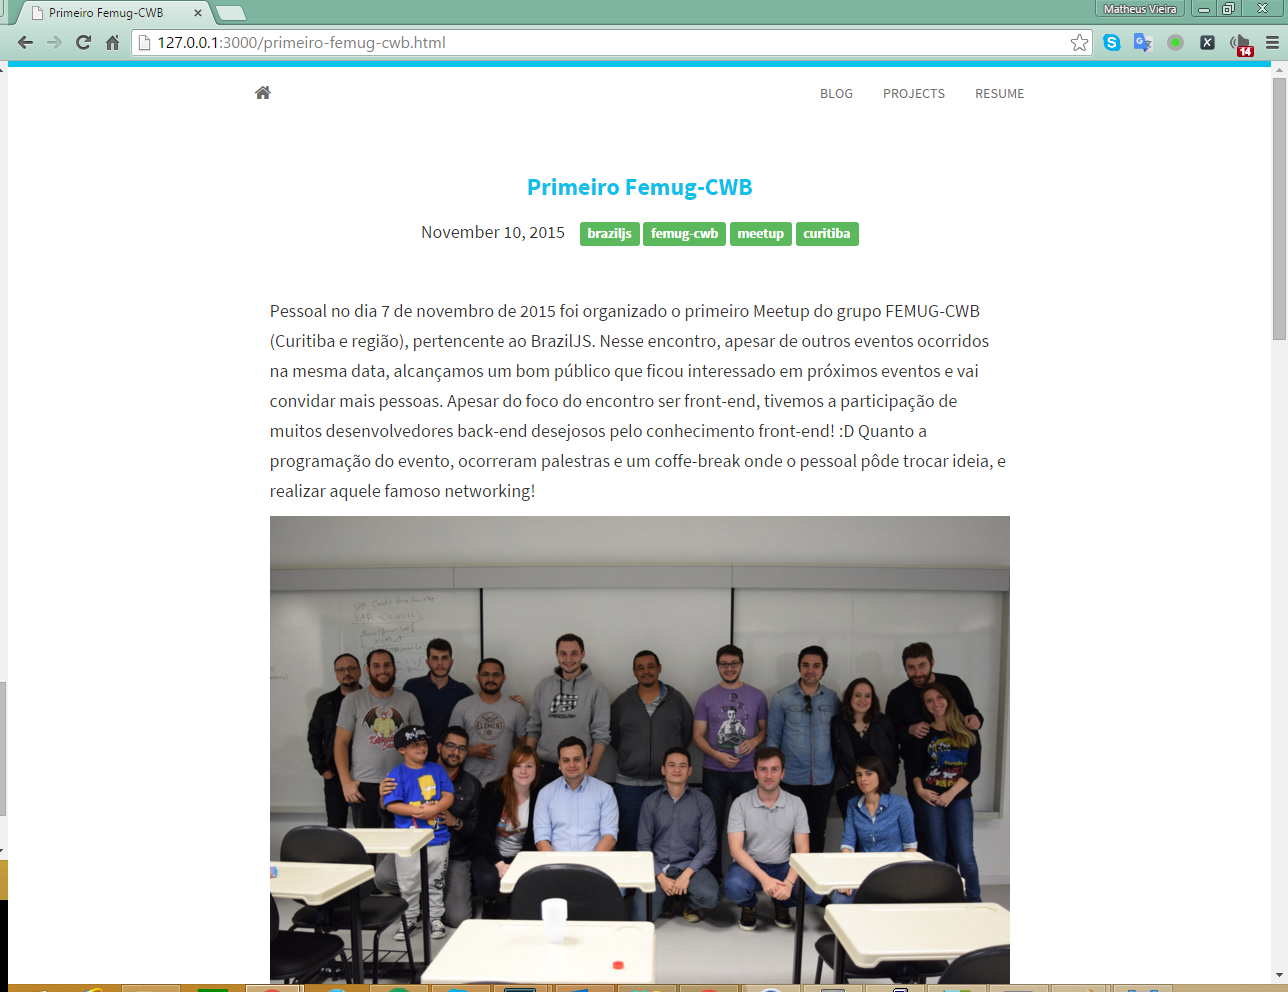 Primeiro Femug-CWB
Matheus Vieira
127.0.0.1:3000/primeiro-femug-cwb.html
14
BLOG PROJECTS RESUME
Primeiro Femug-CWB
November 10, 2015 braziljs femug-cwb meetup curitiba
Pessoal no dia 7 de novembro de 2015 foi organizado o primeiro Meetup do grupo FEMUG-CWB
(Curitiba e região), pertencente ao BrazilJS. Nesse encontro, apesar de outros eventos ocorridos
na mesma data, alcançamos um bom público que ficou interessado em próximos eventos e vai
convidar mais pessoas. Apesar do foco do encontro ser front-end, tivemos a participação de
muitos desenvolvedores back-end desejosos pelo conhecimento front-end! :D Quanto a
programação do evento, ocorreram palestras e um coffe-break onde o pessoal pôde trocar ideia, e
realizar aquele famoso networking!
ELEMENT